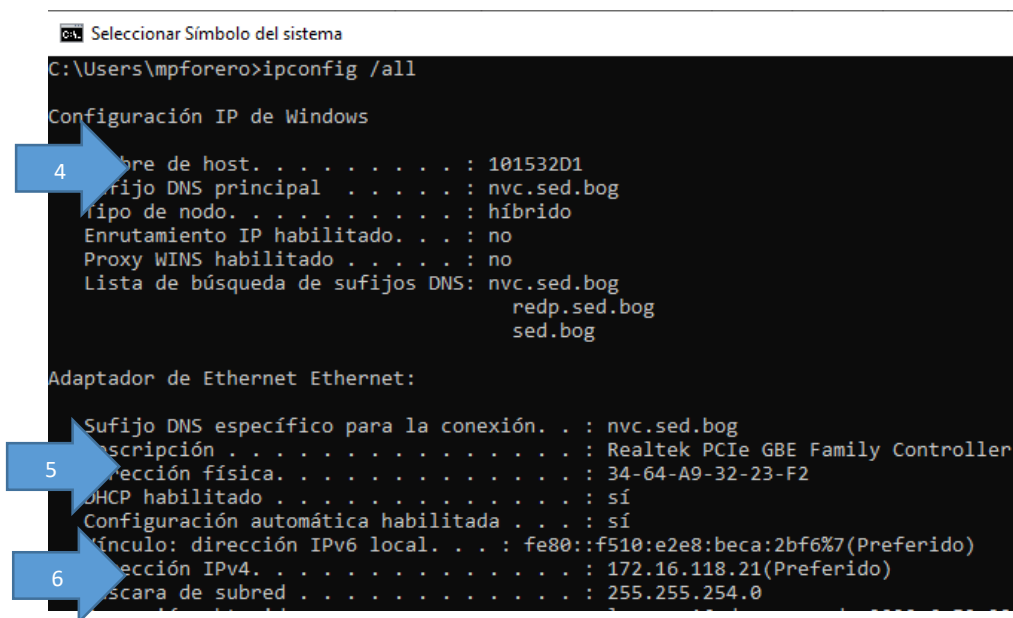 Seleccionar Símbolo del sistema
C:\Users\mpforero>ipconfig /all
Configuración IP de Windows
4
bre de host. . . . . . . . . : 101532D1
fijo DNS principal . . . . . : nvc.sed.bog
Tipo de nodo. . . . . . . . . . : híbrido
Enrutamiento IP habilitado. . . : no
Proxy WINS habilitado . . . . . : no
Lista de búsqueda de sufijos DNS: nvc.sed.bog
redp.sed.bog
sed.bog
Adaptador de Ethernet Ethernet:
Sufijo DNS específico para la conexión. . : nvc.sed.bog
scripción . . . . . . . . . . . . . . . : Realtek PCIe GBE Family Controller
5
rección física. . . . . . . . . . . . . : 34-64-A9-32-23-F2
DHCP habilitado . . . . . . . . . . . . . : sí
Configuración automática habilitada . . . : sí
Vínculo: dirección IPv6 local. . . : fe80::f510:e2e8:beca:2bf6%7(Preferido)
6
ección IPv4. . . . . . . . . . . . . . : 172.16.118.21(Preferido)
scara de subred . . . . . . . . . . . . : 255.255.254.0